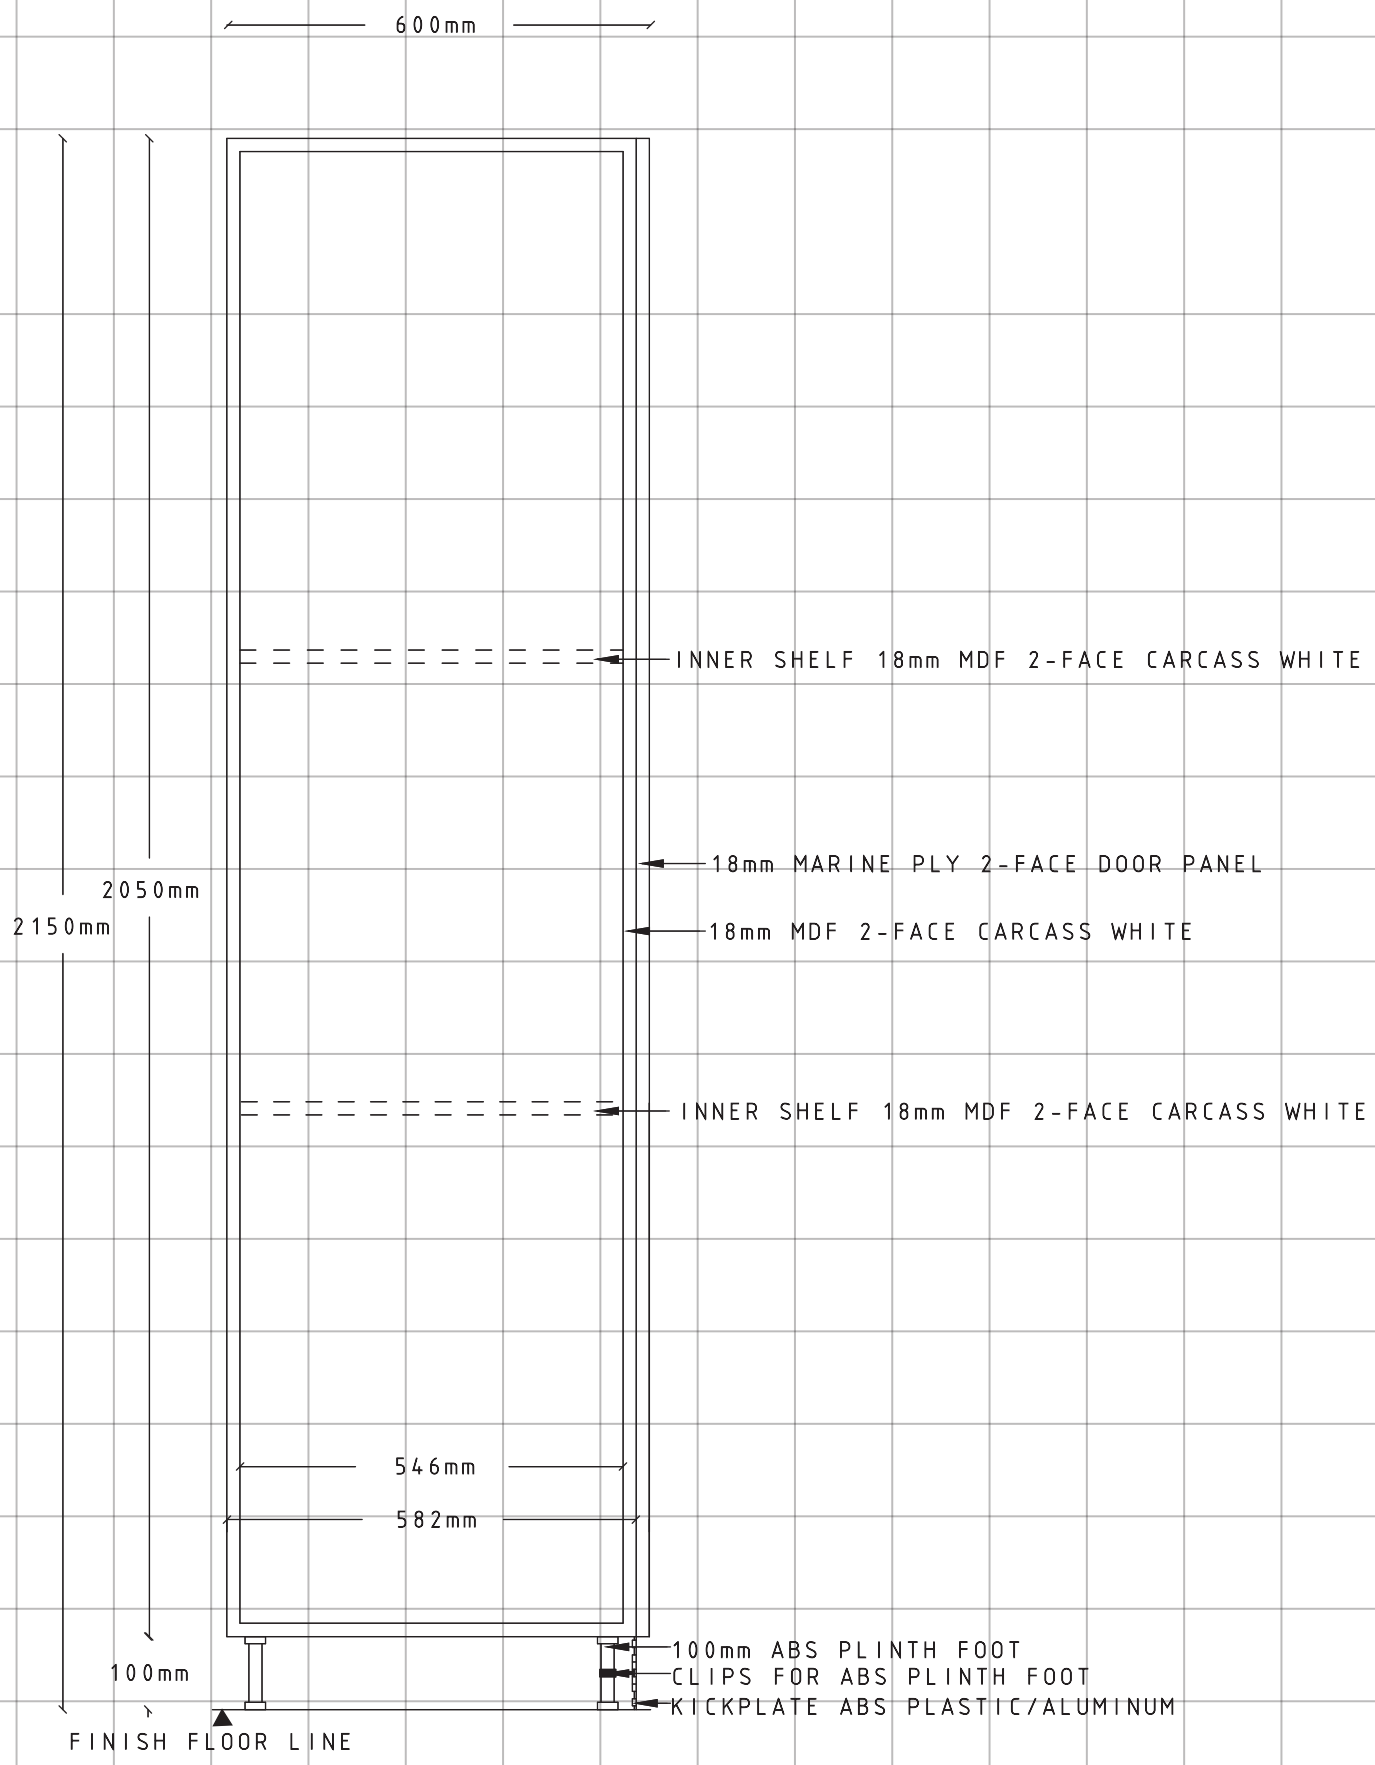 600mm
INNER SHELF 18mm MDF 2-FACE CARCASS WHITE
18mm MARINE PLY 2-FACE DOOR PANEL
2050mm
2150mm
18mm MDF 2-FACE CARCASS WHITE
INNER SHELF 18mm MDF 2-FACE CARCASS WHITE
546mm
582mm
100mm ABS PLINTH FOOT
100mm
CLIPS FOR ABS PLINTH FOOT
KICKPLATE ABS PLASTIC/ALUMINUM
FINISH FLOOR LINE